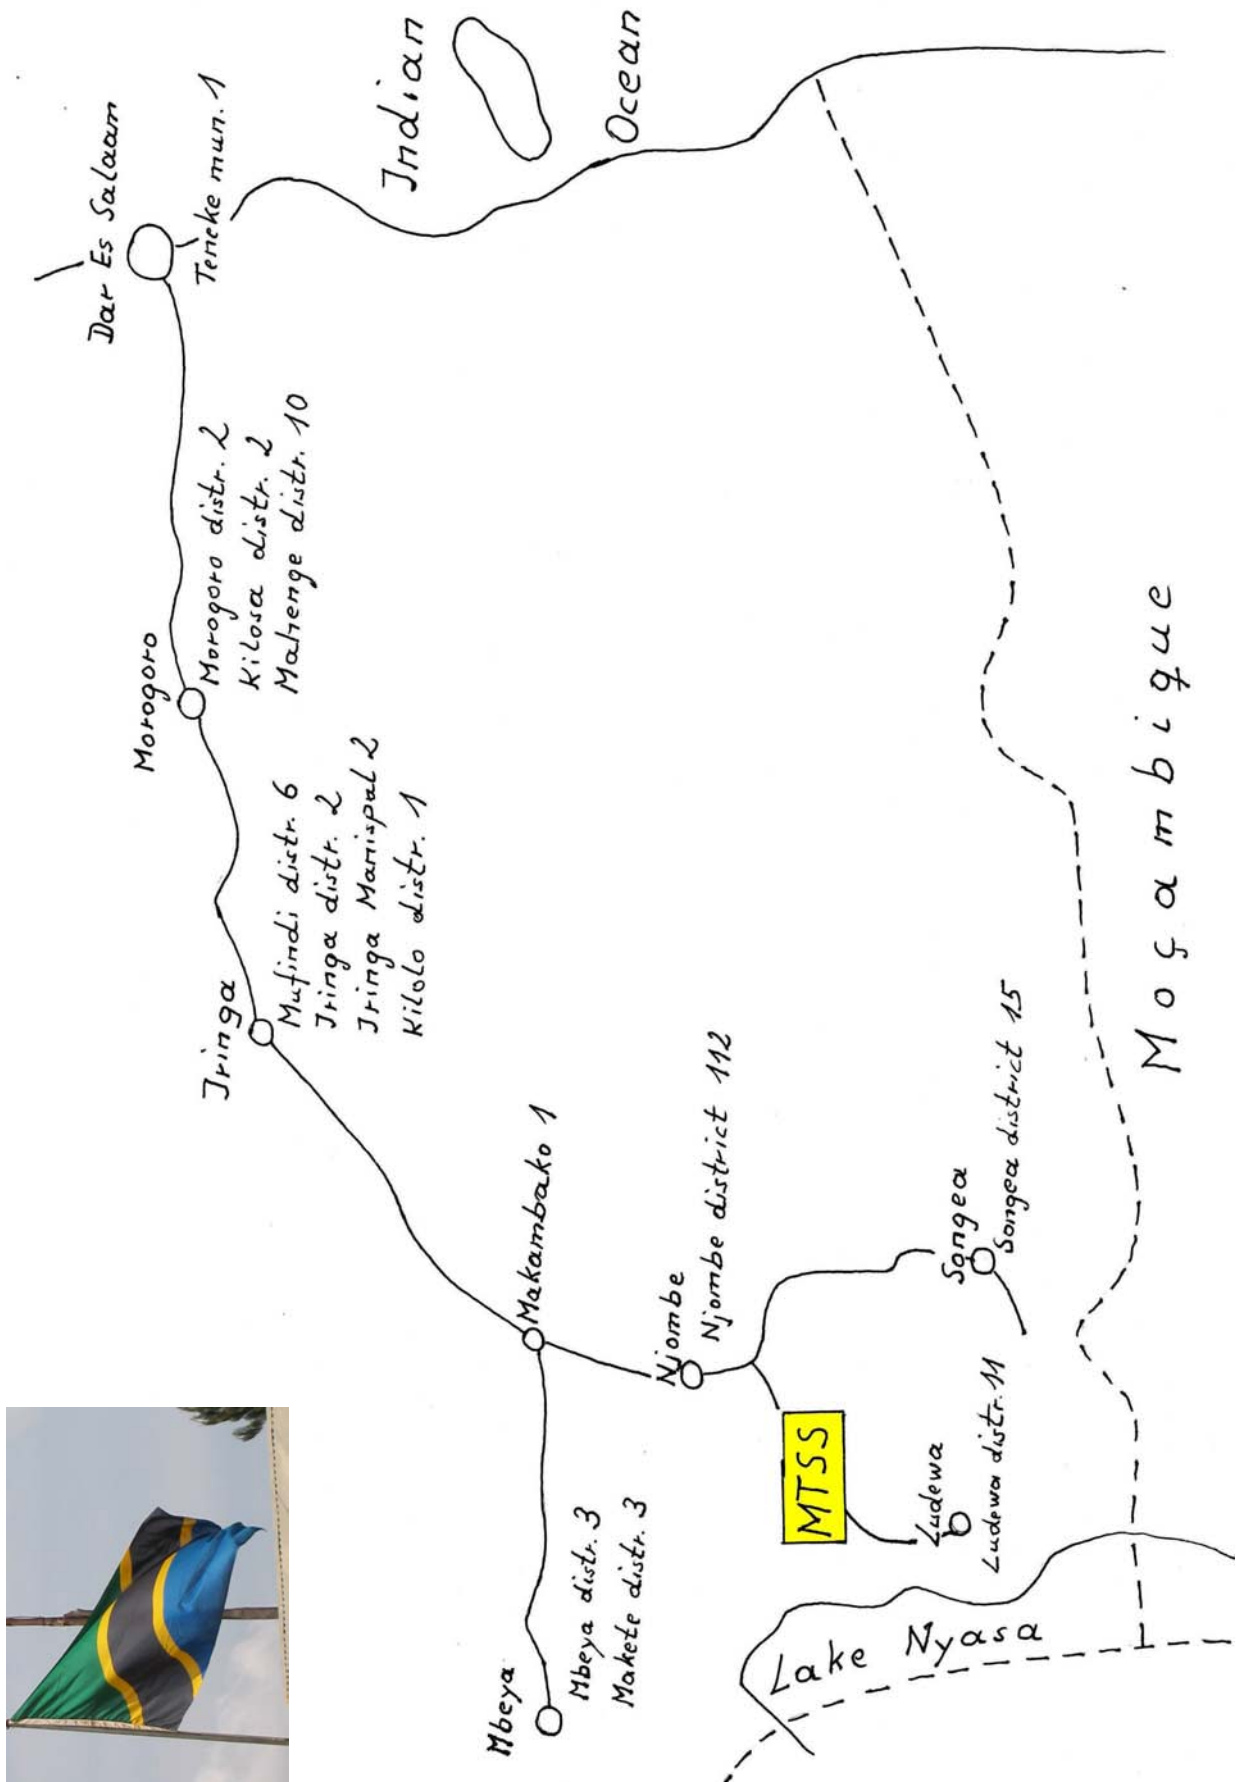 Dar Es Salaam
Temeke mun. 1
Indian
Ocean
Morogoro
Morogoro distr. 2
Kilosa distr. 2
Mahenge distr. 10
Iringa
Mufindi distr. 6
Iringa distr. 2
Iringa Manispal 2
Kilolo distr. 1
Makambako 1
Mbeya
Mbeya distr. 3
Makete distr. 3
Njombe
Njombe district 112
MTSS
Songea
Songea district 15
Ludewa
Ludewa distr. 11
Lake Nyasa
Moçambique